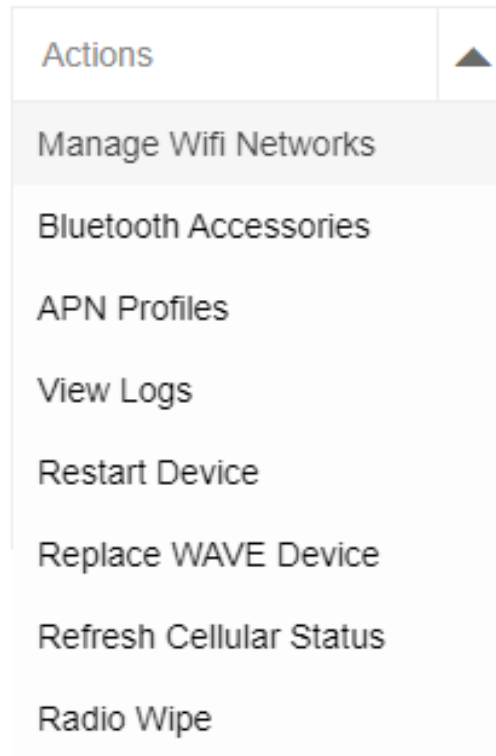 Actions
Manage Wifi Networks
Bluetooth Accessories
APN Profiles
View Logs
Restart Device
Replace WAVE Device
Refresh Cellular Status
Radio Wipe